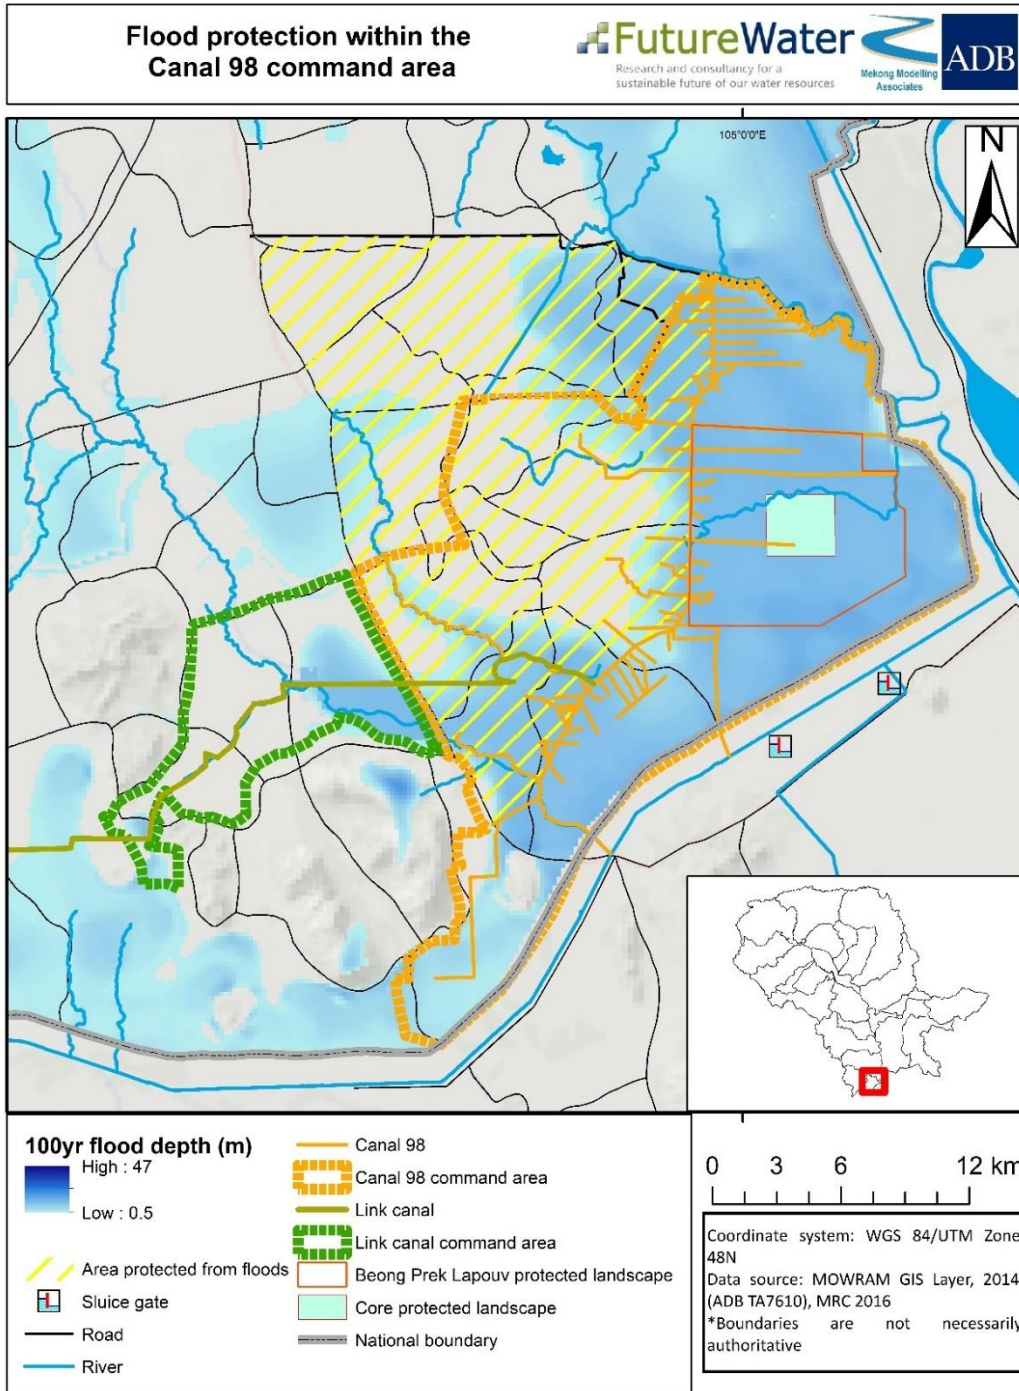 Flood protection within the
Canal 98 command area
FutureWater
Research and consultancy for a
sustainable future of our water resources
Mekong Modelling
Associates
ADB
105°0'0"E
N
100yr flood depth (m)
High : 47
Low : 0.5
Area protected from floods
Sluice gate
Road
River
Canal 98
Canal 98 command area
Link canal
Link canal command area
Beong Prek Lapouv protected landscape
Core protected landscape
National boundary
0 3 6 12 km
Coordinate system: WGS 84/UTM Zone
48N
Data source: MOWRAM GIS Layer, 2014
(ADB TA7610), MRC 2016
*Boundaries are not necessarily
authoritative